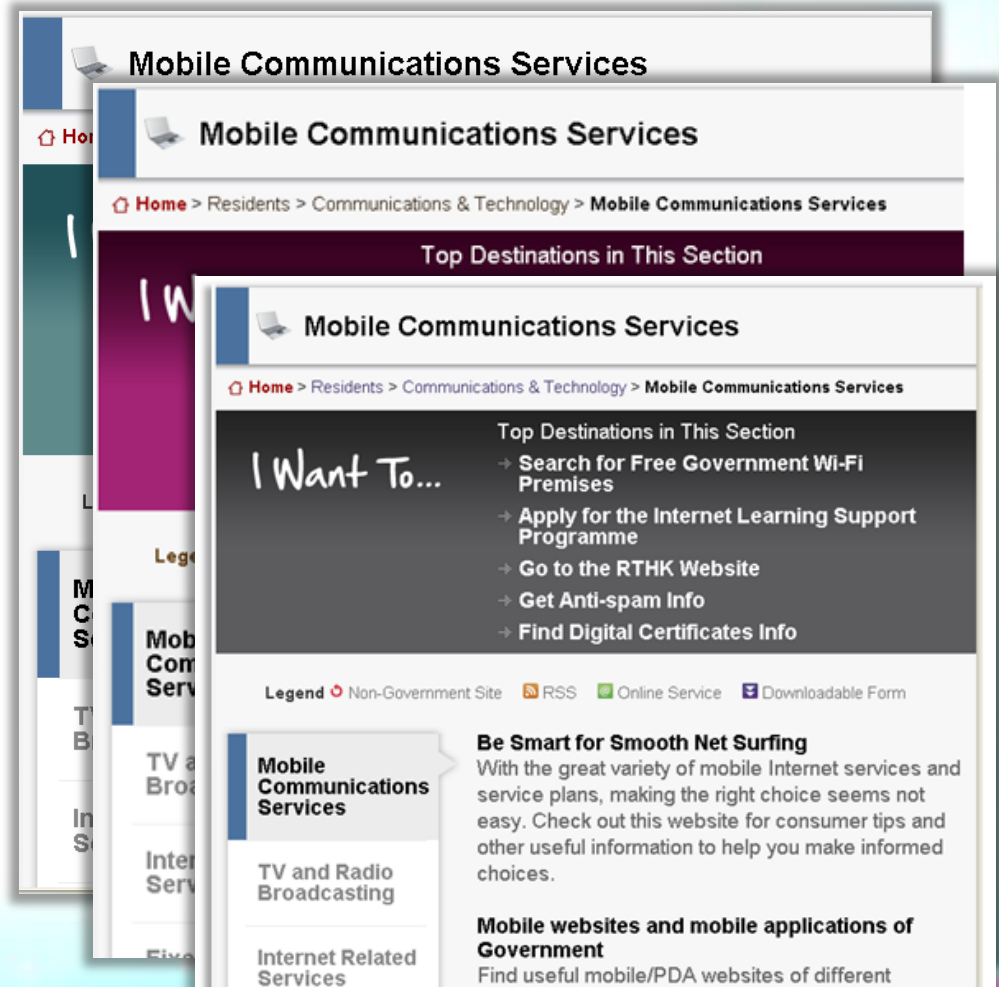 Mobile Communications Services
Mobile Communications Services
Home > Residents > Communications & Technology > Mobile Communications Services
Top Destinations in This Section
I W
Mobile Communications Services
Home > Residents > Communications & Technology > Mobile Communications Services
I Want To...
Top Destinations in This Section
Search for Free Government Wi-Fi
Premises
Apply for the Internet Learning Support
Programme
Go to the RTHK Website
Get Anti-spam Info
Find Digital Certificates Info
Legend Non-Government Site RSS Online Service Downloadable Form
Mobile
Communications
Services
TV and Radio
Broadcasting
Internet Related
Services
Be Smart for Smooth Net Surfing
With the great variety of mobile Internet services and
service plans, making the right choice seems not
easy. Check out this website for consumer tips and
other useful information to help you make informed
choices.
Mobile websites and mobile applications of
Government
Find useful mobile/PDA websites of different